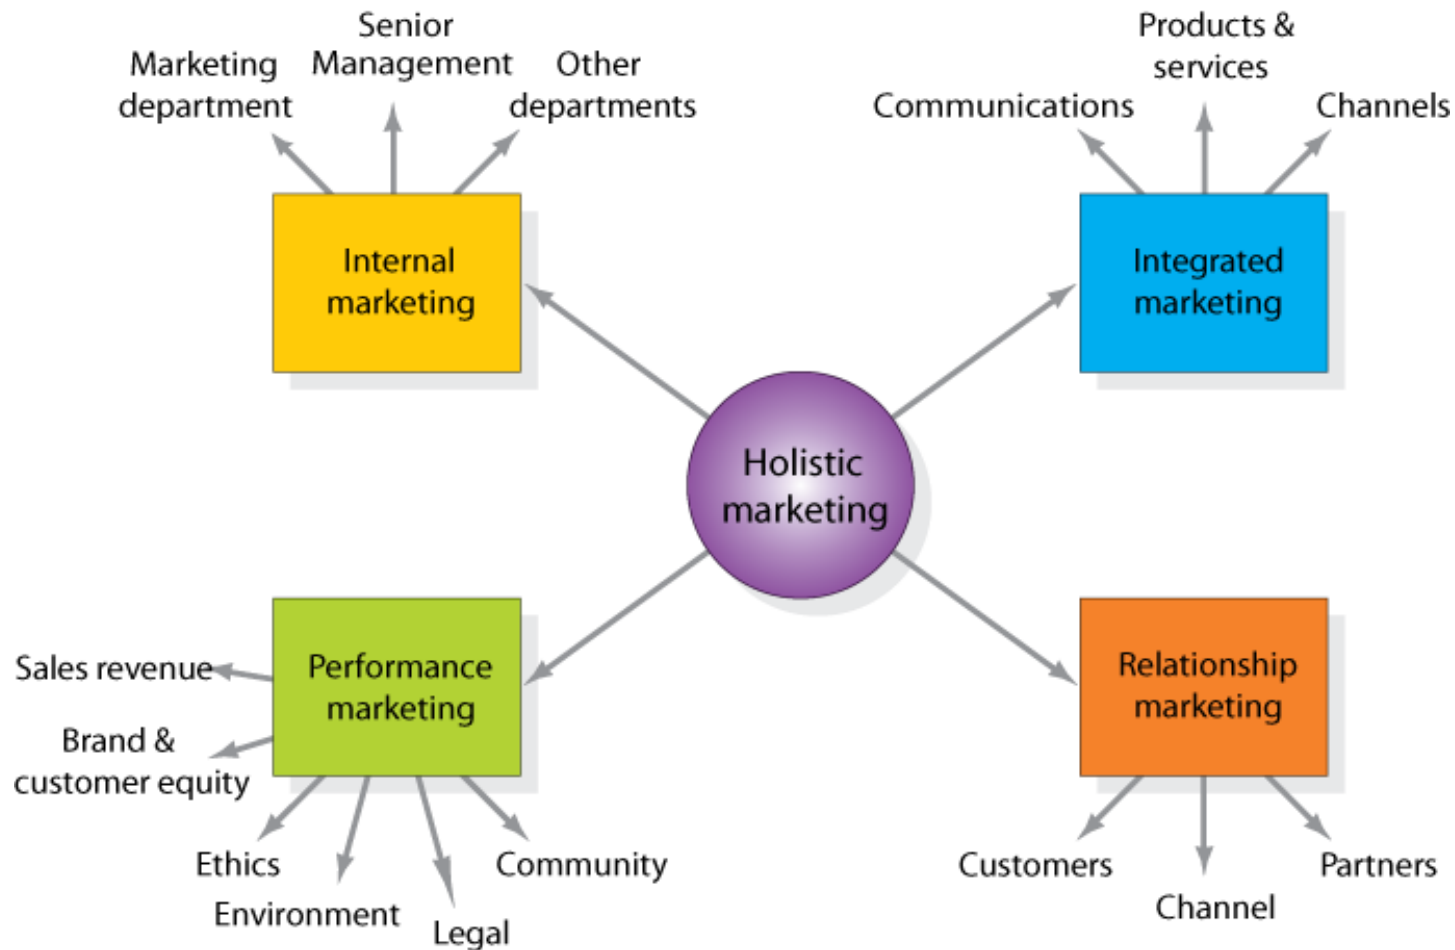 Senior
Management
Marketing
department
Other
departments
Products &
services
Communications
Channels
Internal
marketing
Integrated
marketing
Holistic
marketing
Performance
marketing
Relationship
marketing
Sales revenue
Brand &
customer equity
Ethics
Environment
Legal
Community
Customers
Channel
Partners